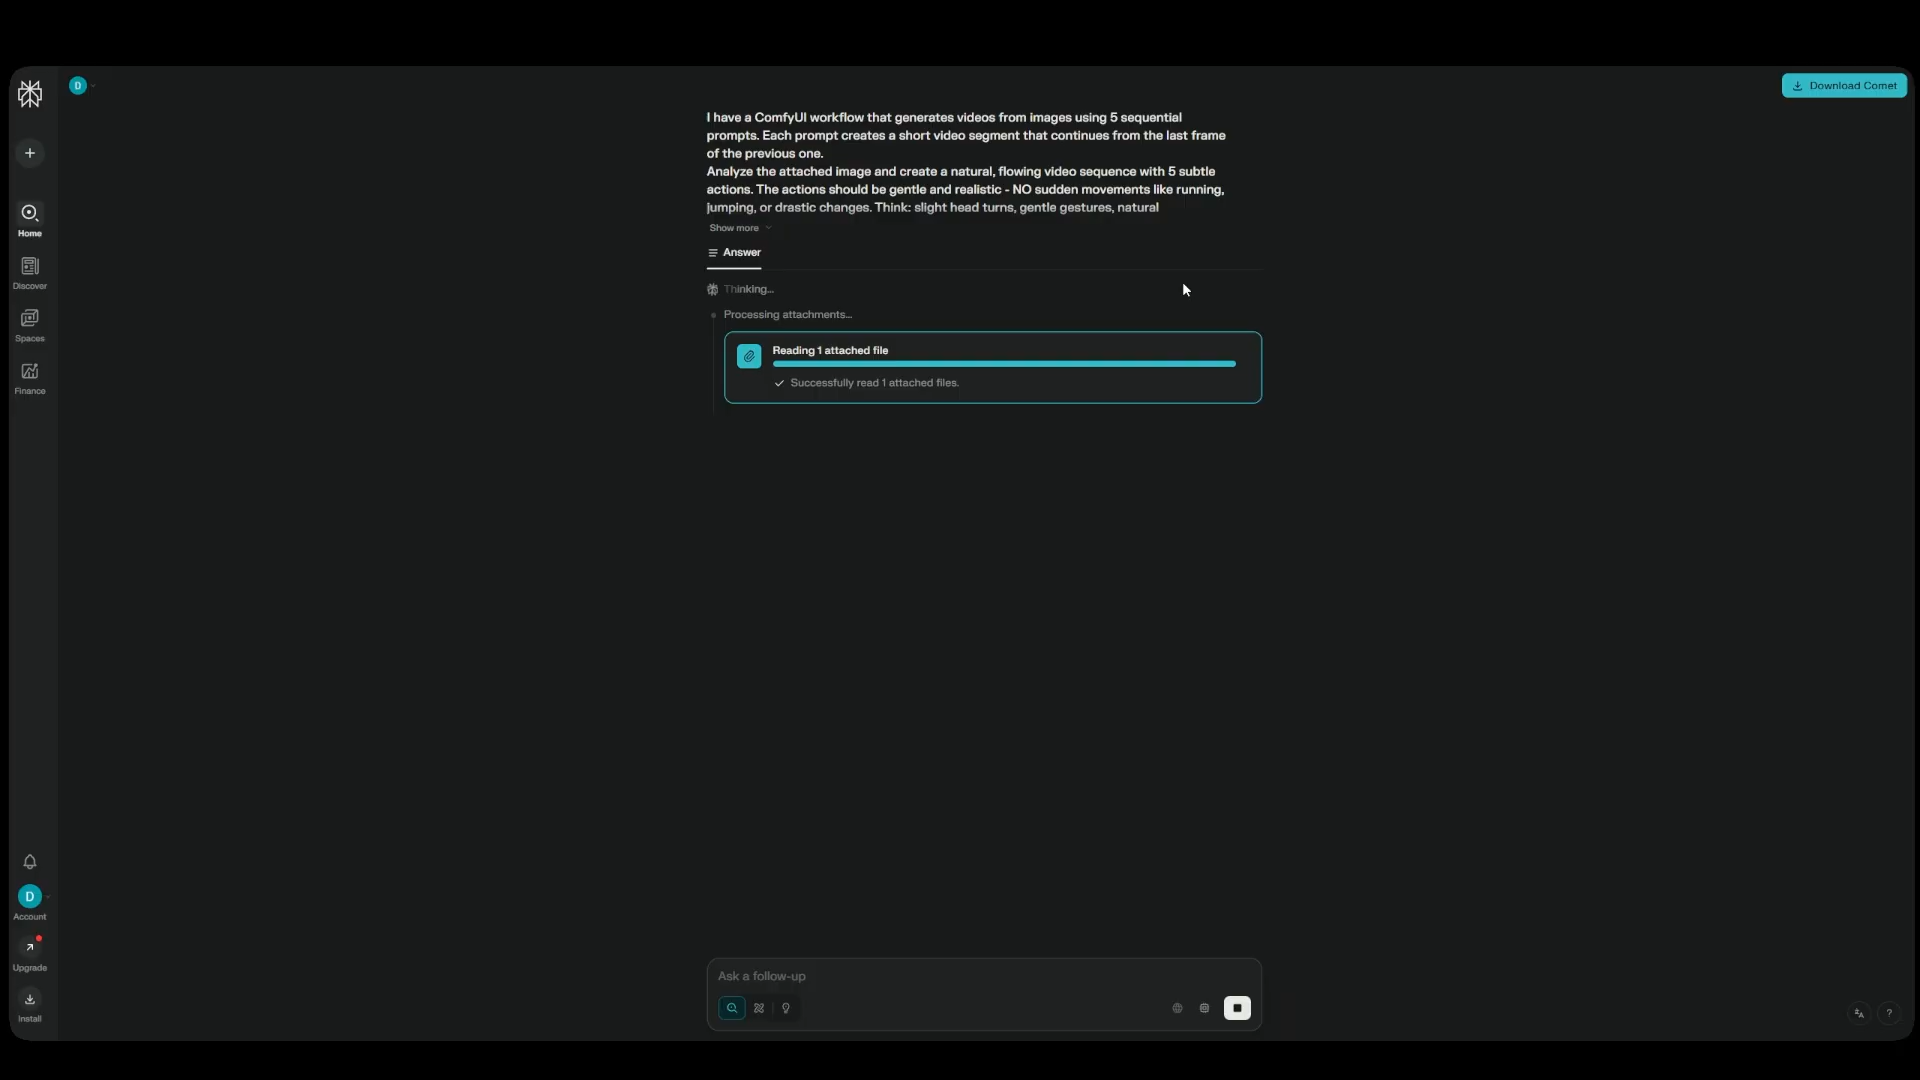 D
Download Comet
I have a ComfyUI workflow that generates videos from images using 5 sequential
prompts. Each prompt creates a short video segment that continues from the last frame
of the previous one.
Analyze the attached image and create a natural, flowing video sequence with 5 subtle
actions. The actions should be gentle and realistic - NO sudden movements like running,
jumping, or drastic changes. Think: slight head turns, gentle gestures, natural
Show more
Answer
Thinking...
Processing attachments...
Reading 1 attached file
Successfully read 1 attached files.
Home
Discover
Spaces
Finance
D
Account
Upgrade
Install
Ask a follow-up
?